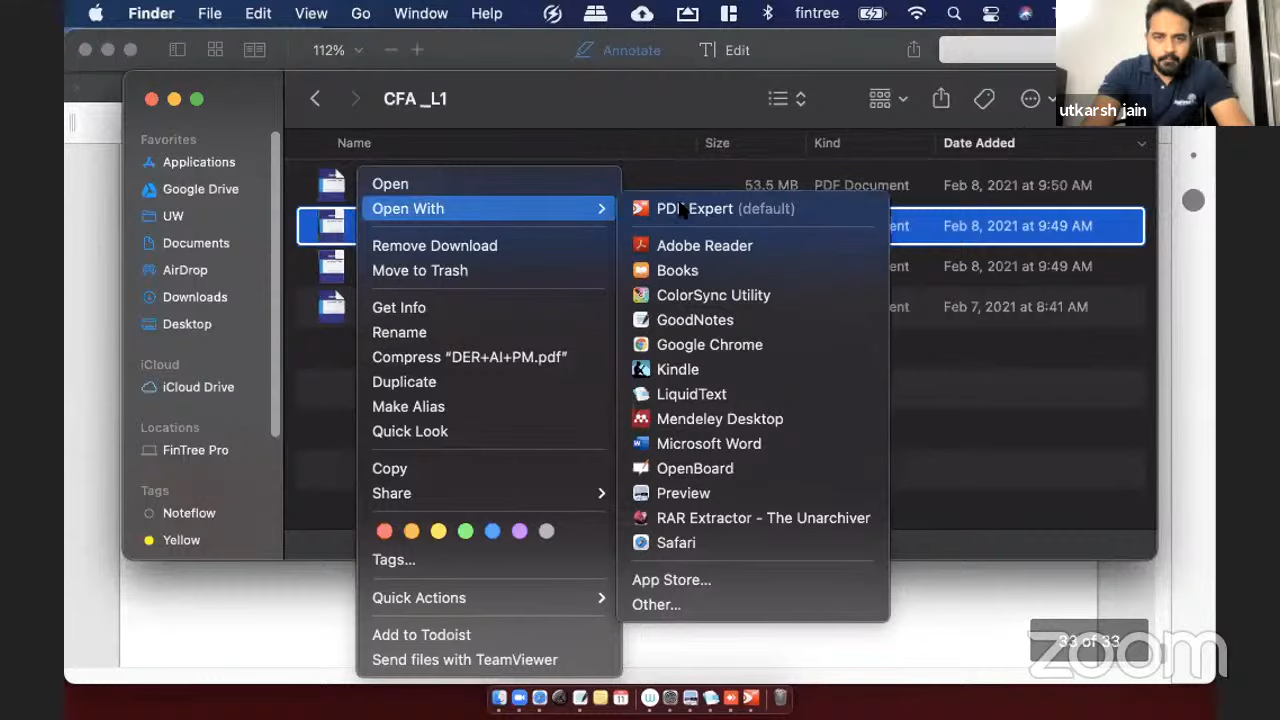 Finder File Edit View Go Window Help fintree
112% Annotate Edit
utkarsh jain
CFA _L1
Favorites
Applications
Google Drive
UW
Documents
AirDrop
Downloads
Desktop
iCloud
iCloud Drive
Locations
FinTree Pro
Tags
Noteflow
Yellow
Name Size Kind Date Added
53.5 MB PDF Document Feb 8, 2021 at 9:50 AM
Feb 8, 2021 at 9:49 AM
Feb 8, 2021 at 9:49 AM
Feb 7, 2021 at 8:41 AM
Open
Open With
Remove Download
Move to Trash
Get Info
Rename
Compress “DER+AI+PM.pdf”
Duplicate
Make Alias
Quick Look
Copy
Share
Tags...
Quick Actions
Add to Todoist
Send files with TeamViewer
PDF Expert (default)
Adobe Reader
Books
ColorSync Utility
GoodNotes
Google Chrome
Kindle
LiquidText
Mendeley Desktop
Microsoft Word
OpenBoard
Preview
RAR Extractor - The Unarchiver
Safari
App Store...
Other...
33 of 33
zoom